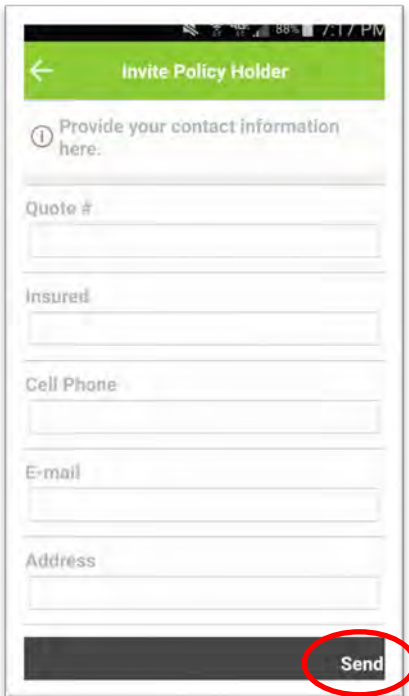 88% 7:17 PM
Invite Policy Holder
Provide your contact information
here.
Quote #
Insured
Cell Phone
E-mail
Address
Send